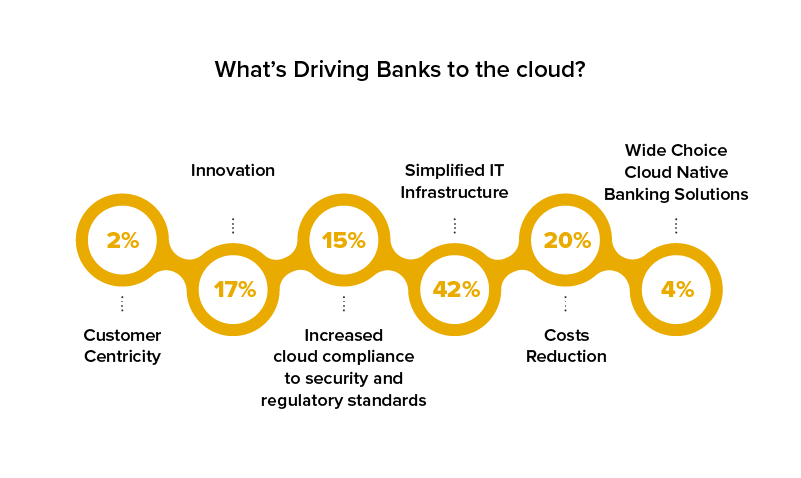 What’s Driving Banks to the cloud?
2%
Customer
Centricity
Innovation
17%
15%
Increased
cloud compliance
to security and
regulatory standards
Simplified IT
Infrastructure
42%
20%
Costs
Reduction
Wide Choice
Cloud Native
Banking Solutions
4%